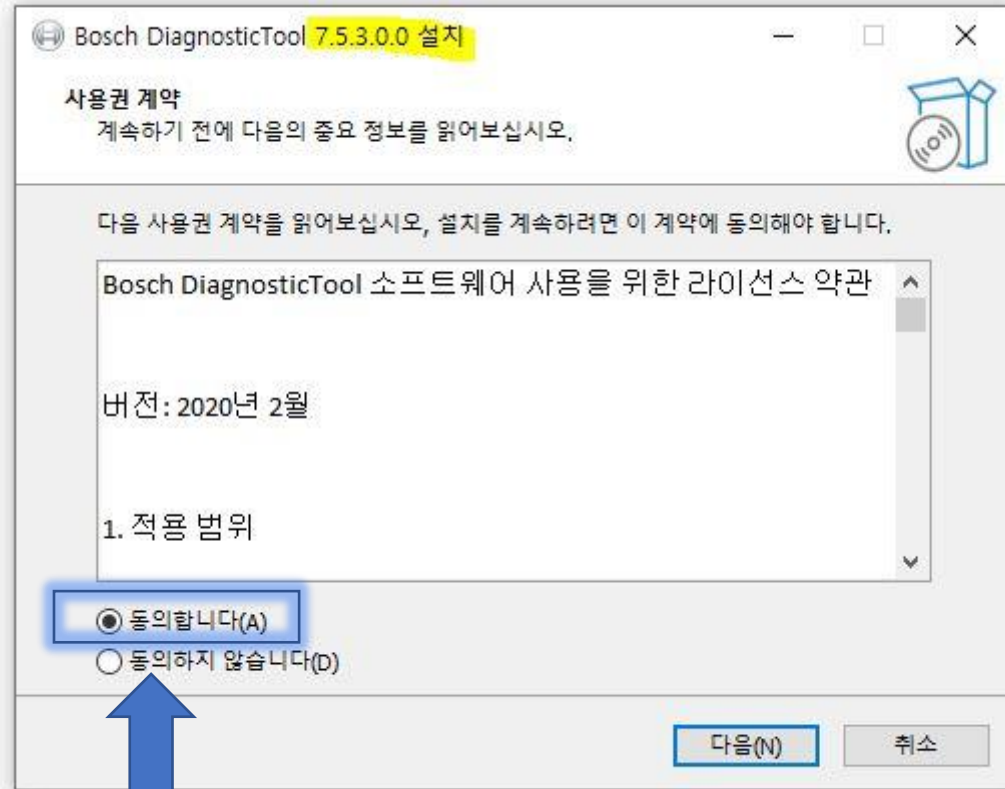 Bosch DiagnosticTool 7.5.3.0.0 설치
사용권 계약
계속하기 전에 다음의 중요 정보를 읽어보십시오.
다음 사용권 계약을 읽어보십시오, 설치를 계속하려면 이 계약에 동의해야 합니다.
Bosch DiagnosticTool 소프트웨어 사용을 위한 라이선스 약관
버전: 2020년 2월
1. 적용 범위
동의합니다(A)
동의하지 않습니다(D)
다음(N) 취소